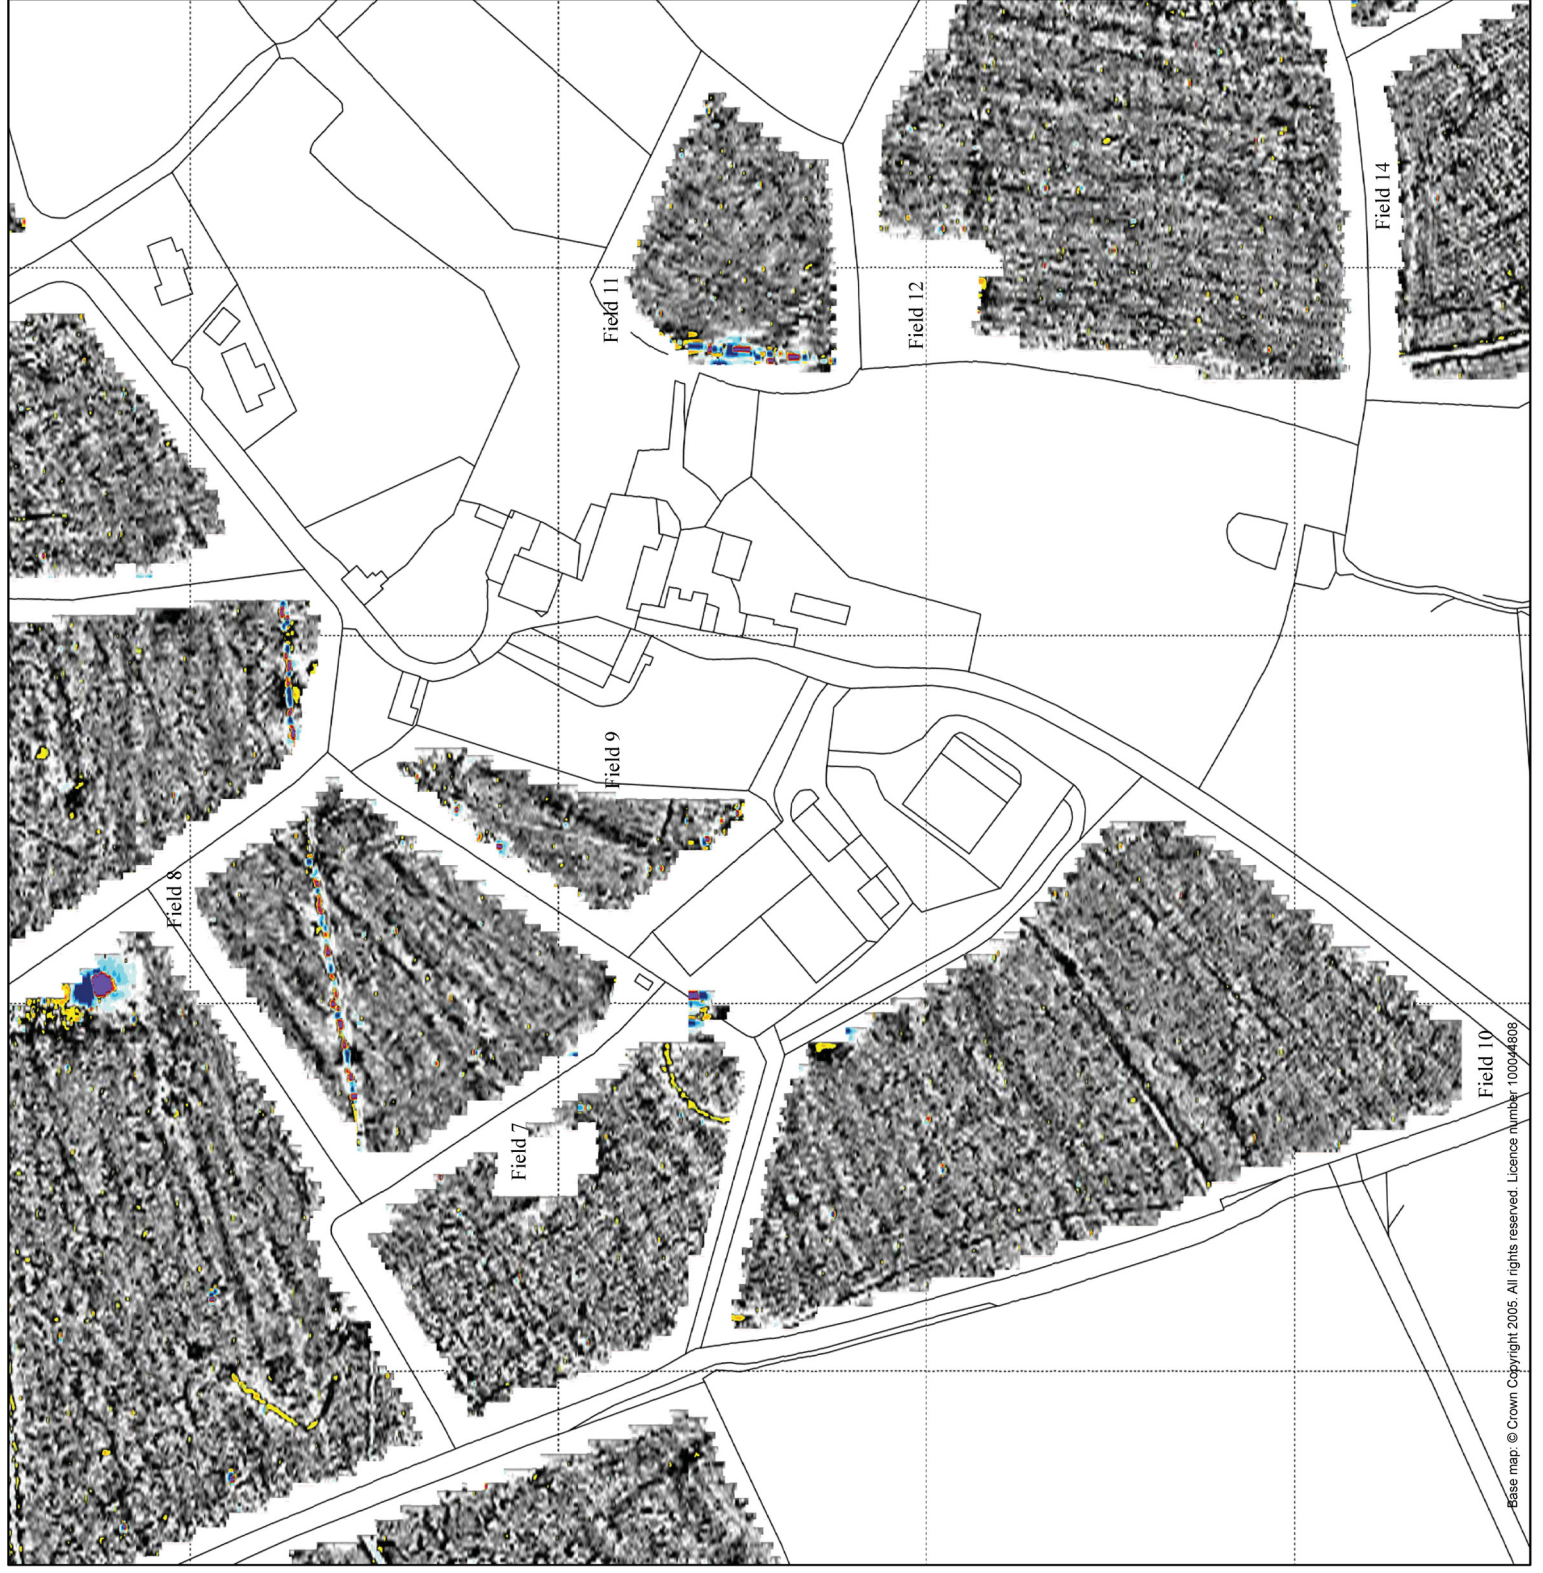 Field 11
Field 14
Field 12
Field 9
Field 8
Field 7
Field 10
Base map: © Crown Copyright 2005. All rights reserved. Licence number 100044808